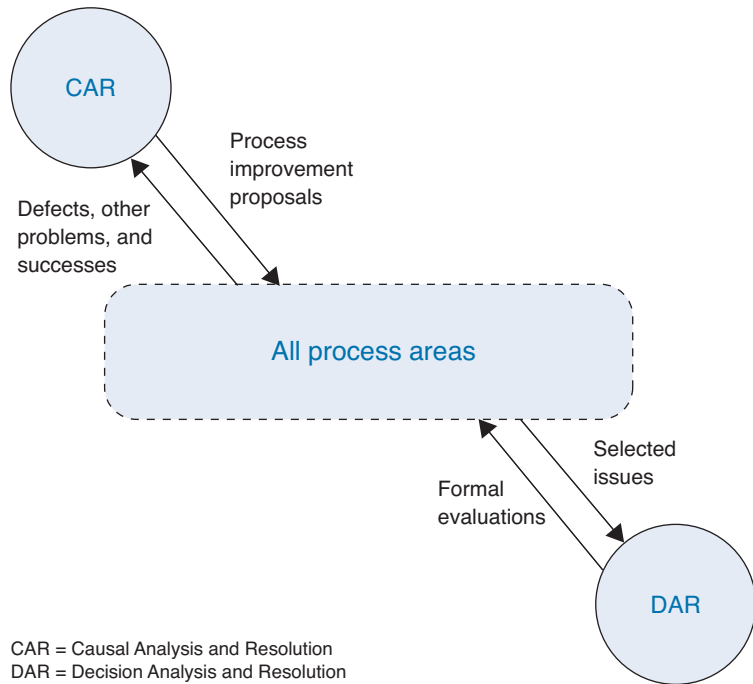 CAR
Process
improvement
proposals
Defects, other
problems, and
successes
All process areas
Selected
issues
Formal
evaluations
DAR
CAR = Causal Analysis and Resolution
DAR = Decision Analysis and Resolution